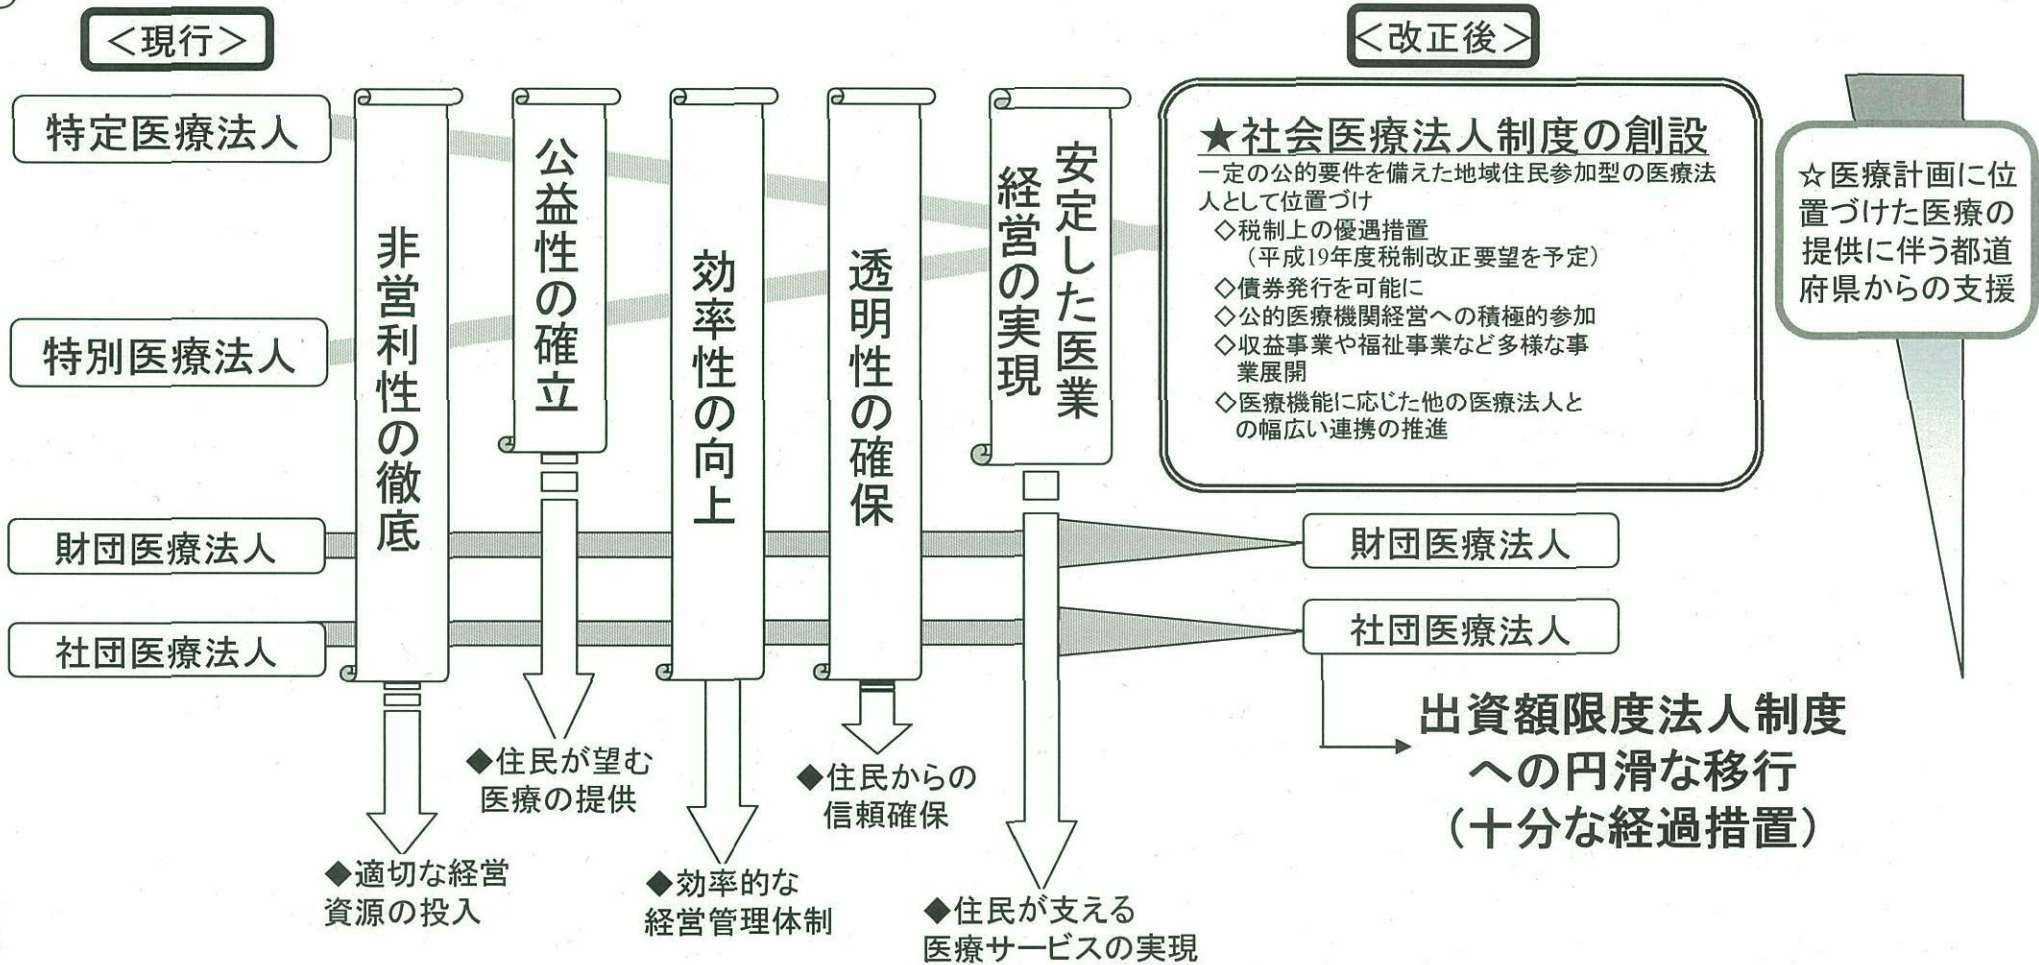 ＜現行＞
特定医療法人
特別医療法人
財団医療法人
社団医療法人
非営利性の徹底
◆適切な経営
資源の投入
公益性の確立
◆住民が望む
医療の提供
効率性の向上
◆効率的な
経営管理体制
透明性の確保
◆住民からの
信頼確保
安定した医業
経営の実現
◆住民が支える
医療サービスの実現
＜改正後＞
★社会医療法人制度の創設
一定の公的要件を備えた地域住民参加型の医療法
人として位置づけ
◇税制上の優遇措置
（平成19年度税制改正要望を予定）
◇債券発行を可能に
◇公的医療機関経営への積極的参加
◇収益事業や福祉事業など多様な事
業展開
◇医療機能に応じた他の医療法人と
の幅広い連携の推進
☆医療計画に位
置づけた医療の
提供に伴う都道
府県からの支援
財団医療法人
社団医療法人
出資額限度法人制度
への円滑な移行
（十分な経過措置）